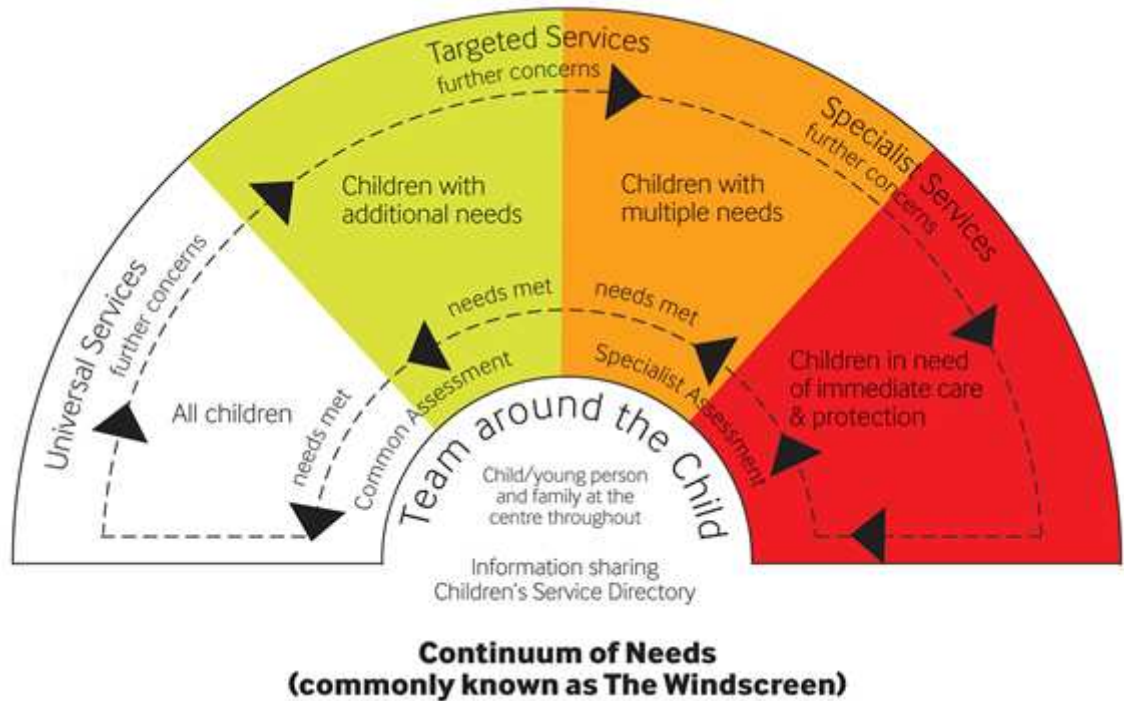 Targeted Services
further concerns
Specialist Services
further concerns
Universal Services
further concerns
Children with
additional needs
Children with
multiple needs
All children
Children in need
of immediate care
& protection
needs met
needs met
needs met
Common Assessment
Specialist Assessment
Team around the Child
Child/young person
and family at the
centre throughout
Information sharing
Children's Service Directory
Continuum of Needs
(commonly known as The Windscreen)